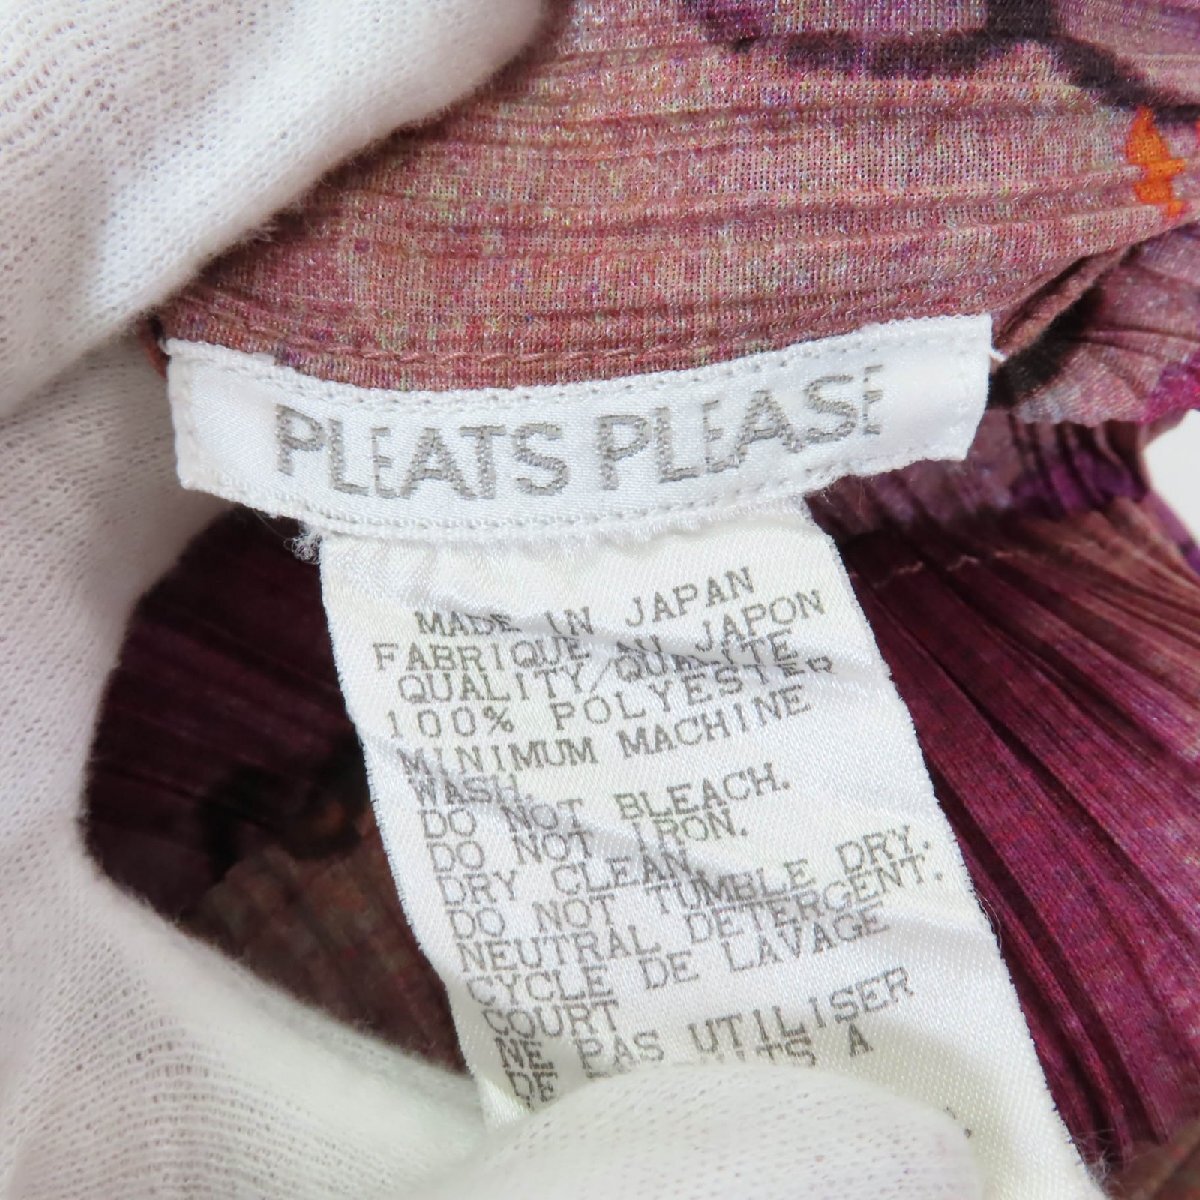 PLEATS PLEASE
MADE IN JAPAN
FABRIQUE AU JAPON
QUALITY/QUALITE
100% POLYESTER
MINIMUM MACHINE
WASH.
DO NOT BLEACH.
DO NOT IRON.
DRY CLEAN
DO NOT TUMBLE DRY.
NEUTRAL DETERGENT.
CYCLE DE LAVAGE
COURT
NE PAS UTILISER
DE A